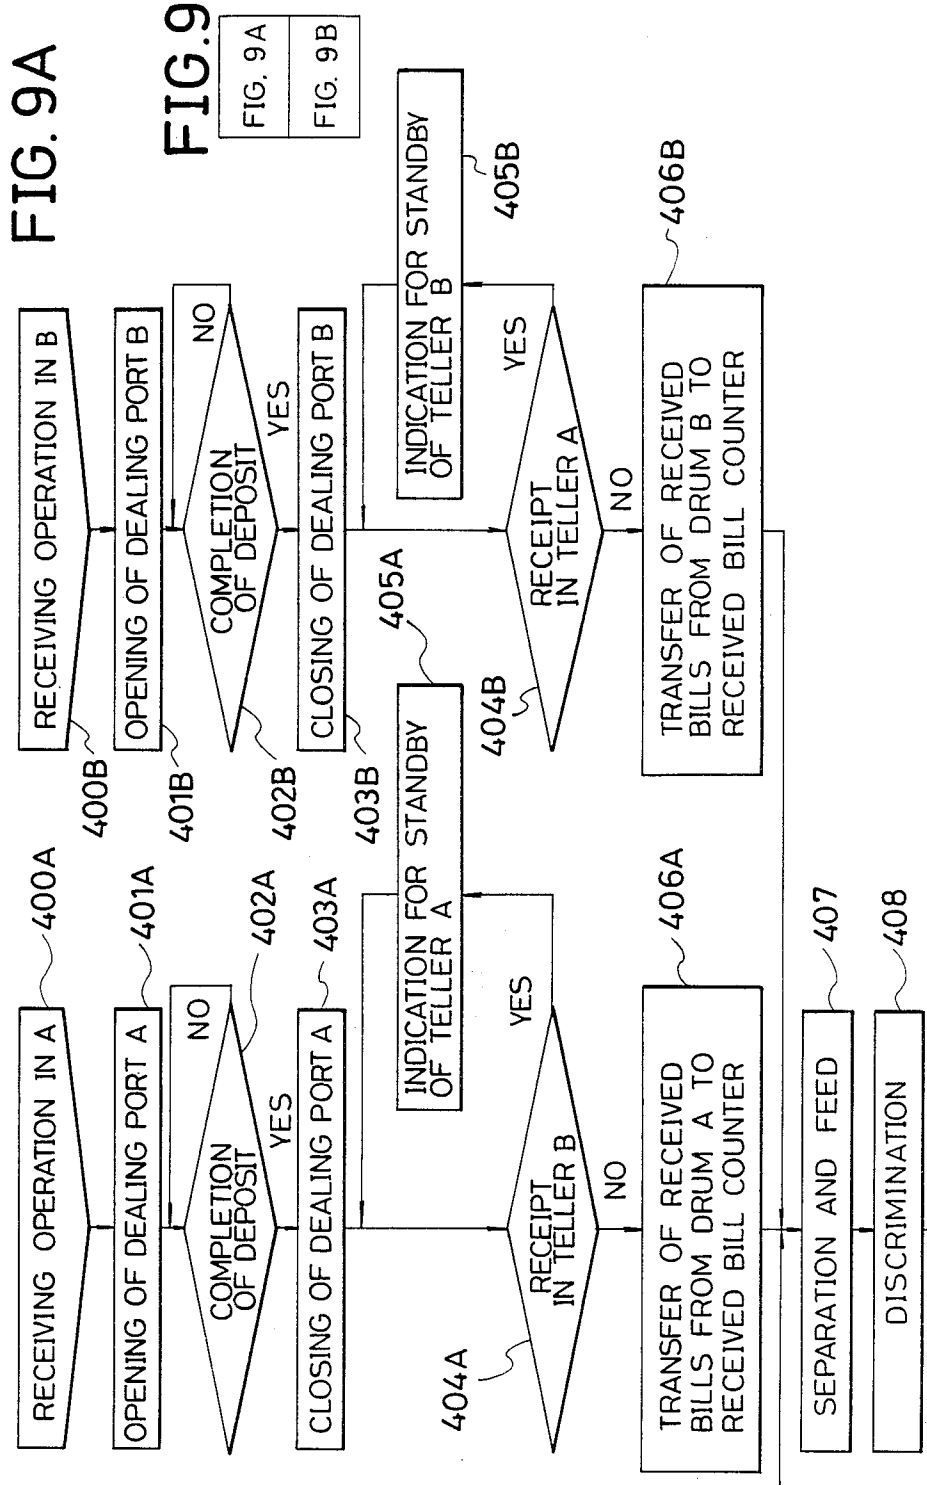 FIG. 9A
FIG. 9
FIG. 9A
FIG. 9B
RECEIVING OPERATION IN A
400A
OPENING OF DEALING PORT A
401A
NO
COMPLETION
OF DEPOSIT
402A
YES
CLOSING OF DEALING PORT A
403A
INDICATION FOR STANDBY
OF TELLER A
405A
RECEIPT
IN TELLER B
404A
YES
NO
TRANSFER OF RECEIVED
BILLS FROM DRUM A TO
RECEIVED BILL COUNTER
406A
RECEIVING OPERATION IN B
400B
OPENING OF DEALING PORT B
401B
NO
COMPLETION
OF DEPOSIT
402B
YES
CLOSING OF DEALING PORT B
403B
INDICATION FOR STANDBY
OF TELLER B
405B
RECEIPT
IN TELLER A
404B
YES
NO
TRANSFER OF RECEIVED
BILLS FROM DRUM B TO
RECEIVED BILL COUNTER
406B
SEPARATION AND FEED
407
DISCRIMINATION
408